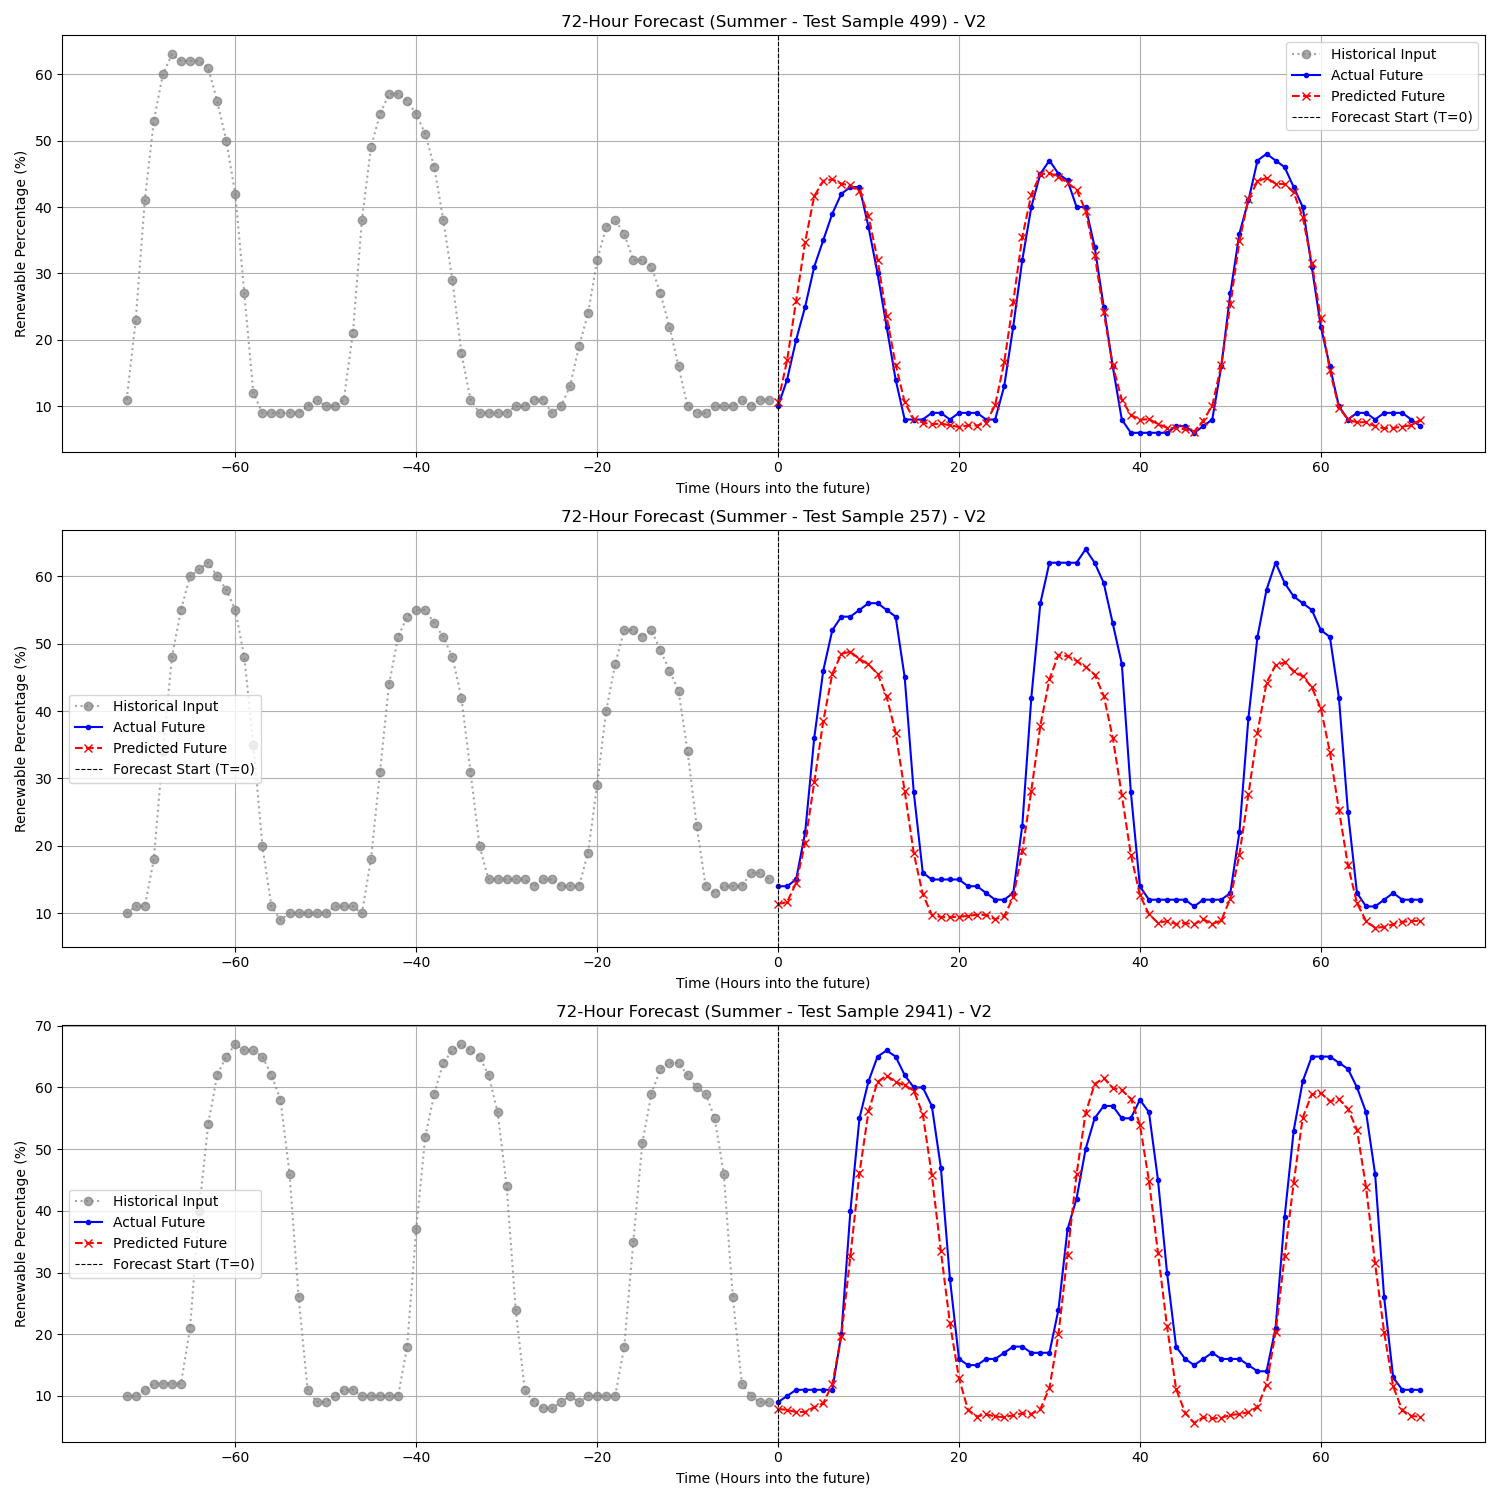 72-Hour Forecast (Summer - Test Sample 499) - V2
Renewable Percentage (%)
60
50
40
30
20
10
Historical Input
Actual Future
Predicted Future
Forecast Start (T=0)
−60
−40
−20
0
20
40
60
Time (Hours into the future)
72-Hour Forecast (Summer - Test Sample 257) - V2
Renewable Percentage (%)
60
50
40
30
20
10
Historical Input
Actual Future
Predicted Future
Forecast Start (T=0)
−60
−40
−20
0
20
40
60
Time (Hours into the future)
72-Hour Forecast (Summer - Test Sample 2941) - V2
Renewable Percentage (%)
70
60
50
40
30
20
10
Historical Input
Actual Future
Predicted Future
Forecast Start (T=0)
−60
−40
−20
0
20
40
60
Time (Hours into the future)